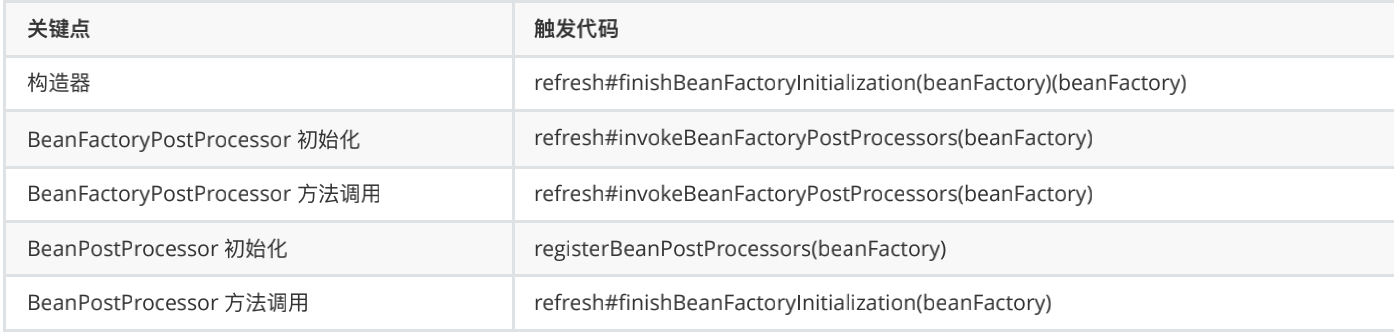 关键点 触发代码
构造器 refresh#finishBeanFactoryInitialization(beanFactory)(beanFactory)
BeanFactoryPostProcessor 初始化 refresh#invokeBeanFactoryPostProcessors(beanFactory)
BeanFactoryPostProcessor 方法调用 refresh#invokeBeanFactoryPostProcessors(beanFactory)
BeanPostProcessor 初始化 registerBeanPostProcessors(beanFactory)
BeanPostProcessor 方法调用 refresh#finishBeanFactoryInitialization(beanFactory)